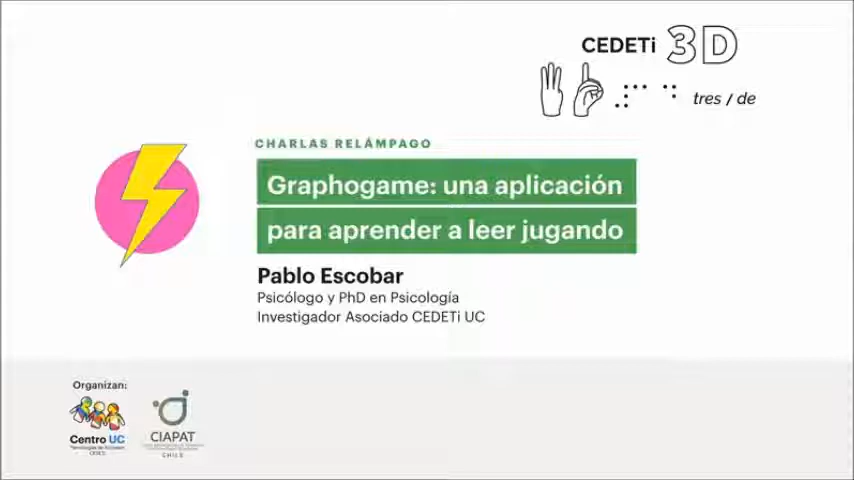 CEDETi 3D
tres / de
CHARLAS RELÁMPAGO
Graphogame: una aplicación
para aprender a leer jugando
Pablo Escobar
Psicólogo y PhD en Psicología
Investigador Asociado CEDETi UC
Organizan:
Centro UC
CIAPAT
CHILE